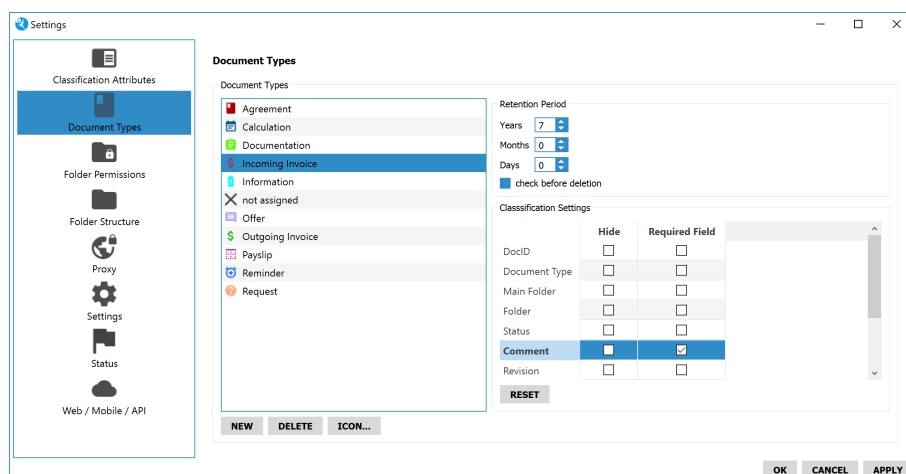 Settings
Classification Attributes
Document Types
Folder Permissions
Folder Structure
Proxy
Settings
Status
Web / Mobile / API
Document Types
Document Types
Agreement
Calculation
Documentation
Incoming Invoice
Information
not assigned
Offer
Outgoing Invoice
Payslip
Reminder
Request
NEW DELETE ICON...
Retention Period
Years 7
Months 0
Days 0
check before deletion
Classsification Settings
Hide Required Field
DocID
Document Type
Main Folder
Folder
Status
Comment
Revision
RESET
OK CANCEL APPLY